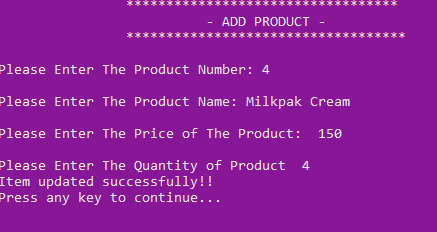 **********************************
- ADD PRODUCT -
***********************************
Please Enter The Product Number: 4
Please Enter The Product Name: Milkpak Cream
Please Enter The Price of The Product:  150
Please Enter The Quantity of Product  4
Item updated successfully!!
Press any key to continue...